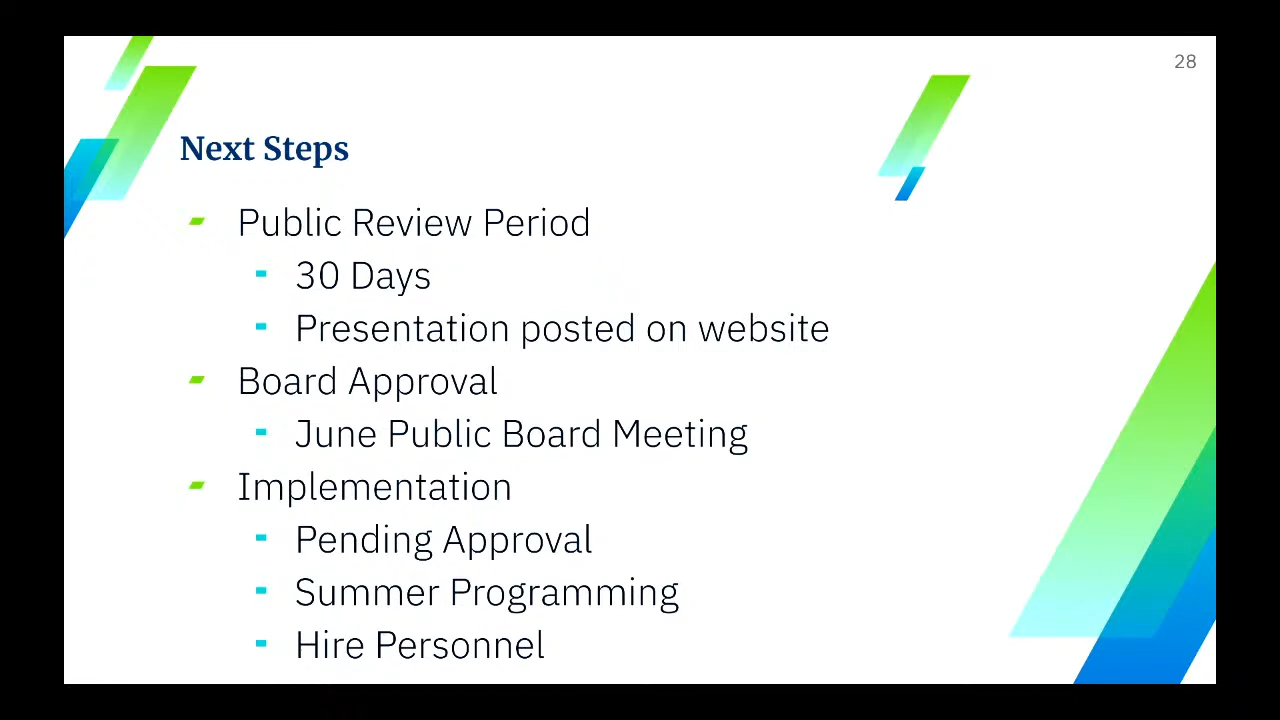 28
Next Steps
Public Review Period
30 Days
Presentation posted on website
Board Approval
June Public Board Meeting
Implementation
Pending Approval
Summer Programming
Hire Personnel